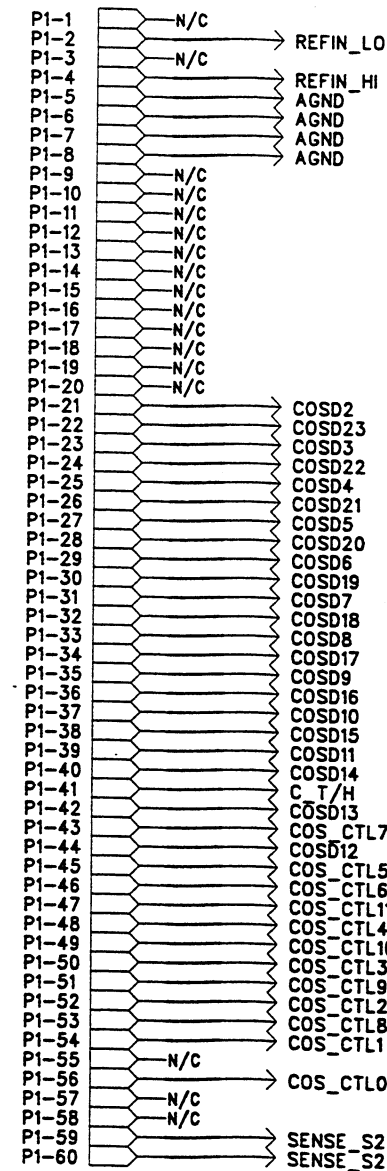 P1-1 N/C
P1-2 REFIN_LO
P1-3 N/C
P1-4 REFIN_HI
P1-5 AGND
P1-6 AGND
P1-7 AGND
P1-8 AGND
P1-9 N/C
P1-10 N/C
P1-11 N/C
P1-12 N/C
P1-13 N/C
P1-14 N/C
P1-15 N/C
P1-16 N/C
P1-17 N/C
P1-18 N/C
P1-19 N/C
P1-20 N/C
P1-21 COSD2
P1-22 COSD23
P1-23 COSD3
P1-24 COSD22
P1-25 COSD4
P1-26 COSD21
P1-27 COSD5
P1-28 COSD20
P1-29 COSD6
P1-30 COSD19
P1-31 COSD7
P1-32 COSD18
P1-33 COSD8
P1-34 COSD17
P1-35 COSD9
P1-36 COSD16
P1-37 COSD10
P1-38 COSD15
P1-39 COSD11
P1-40 COSD14
P1-41 C_T/H
P1-42 COSD13
P1-43 COS_CTL7
P1-44 COSD12
P1-45 COS_CTL5
P1-46 COS_CTL6
P1-47 COS_CTL11
P1-48 COS_CTL4
P1-49 COS_CTL10
P1-50 COS_CTL3
P1-51 COS_CTL9
P1-52 COS_CTL2
P1-53 COS_CTL8
P1-54 COS_CTL1
P1-55 N/C
P1-56 COS_CTL0
P1-57 N/C
P1-58 N/C
P1-59 SENSE_S2
P1-60 SENSE_S2